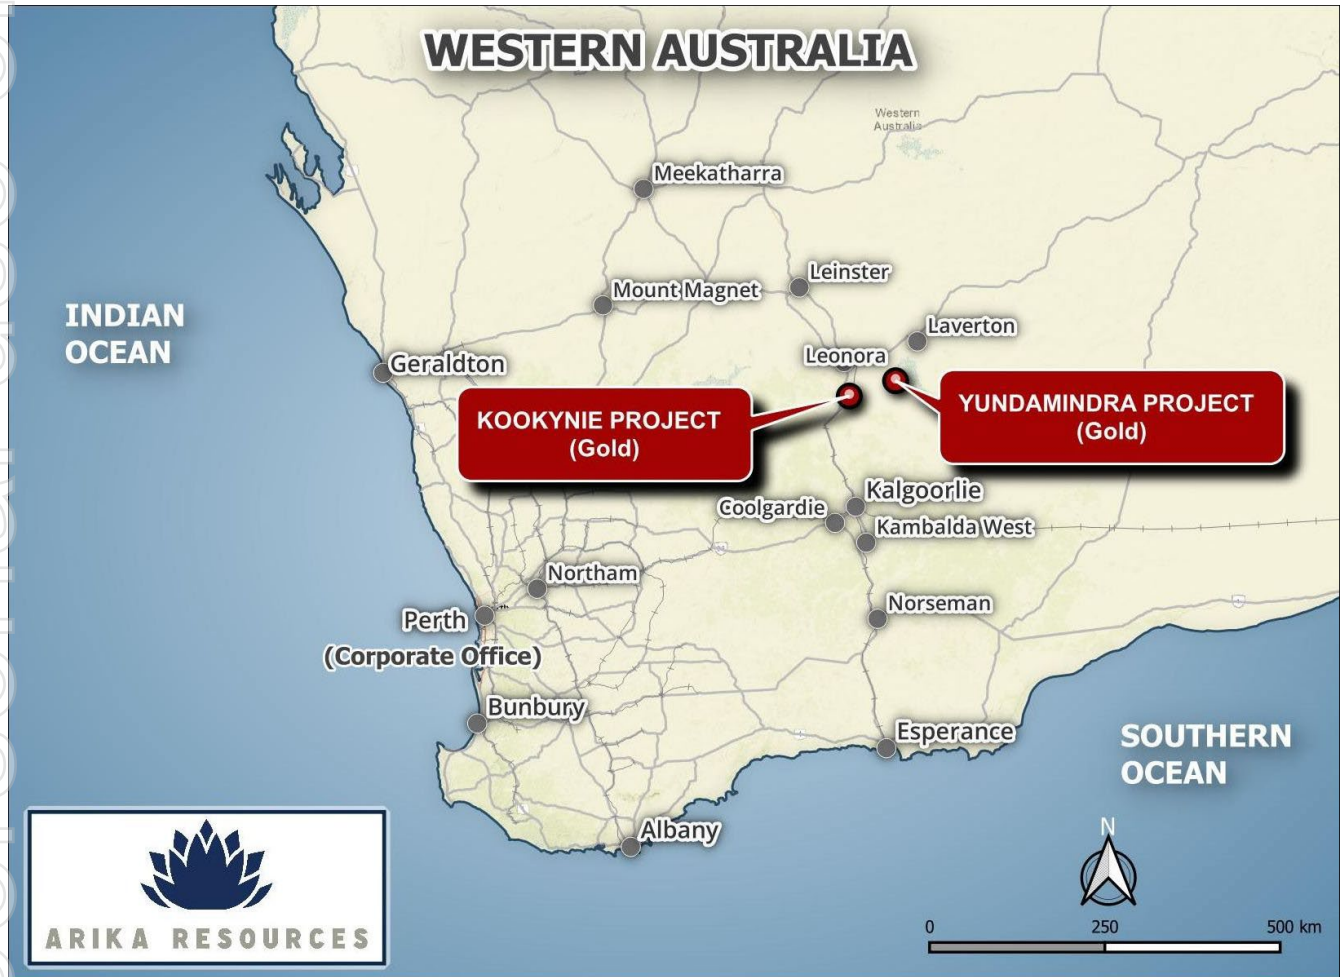 WESTERN AUSTRALIA
Western
Australia
Meekatharra
Leinster
Mount Magnet
INDIAN
OCEAN
Laverton
Leonora
Geraldton
KOOKYNIE PROJECT
(Gold)
YUNDAMINDRA PROJECT
(Gold)
Kalgoorlie
Coolgardie
Kambalda West
Northam
Norseman
Perth
(Corporate Office)
Bunbury
Esperance
SOUTHERN
OCEAN
Albany
N
0 250 500 km
ARIKA RESOURCES